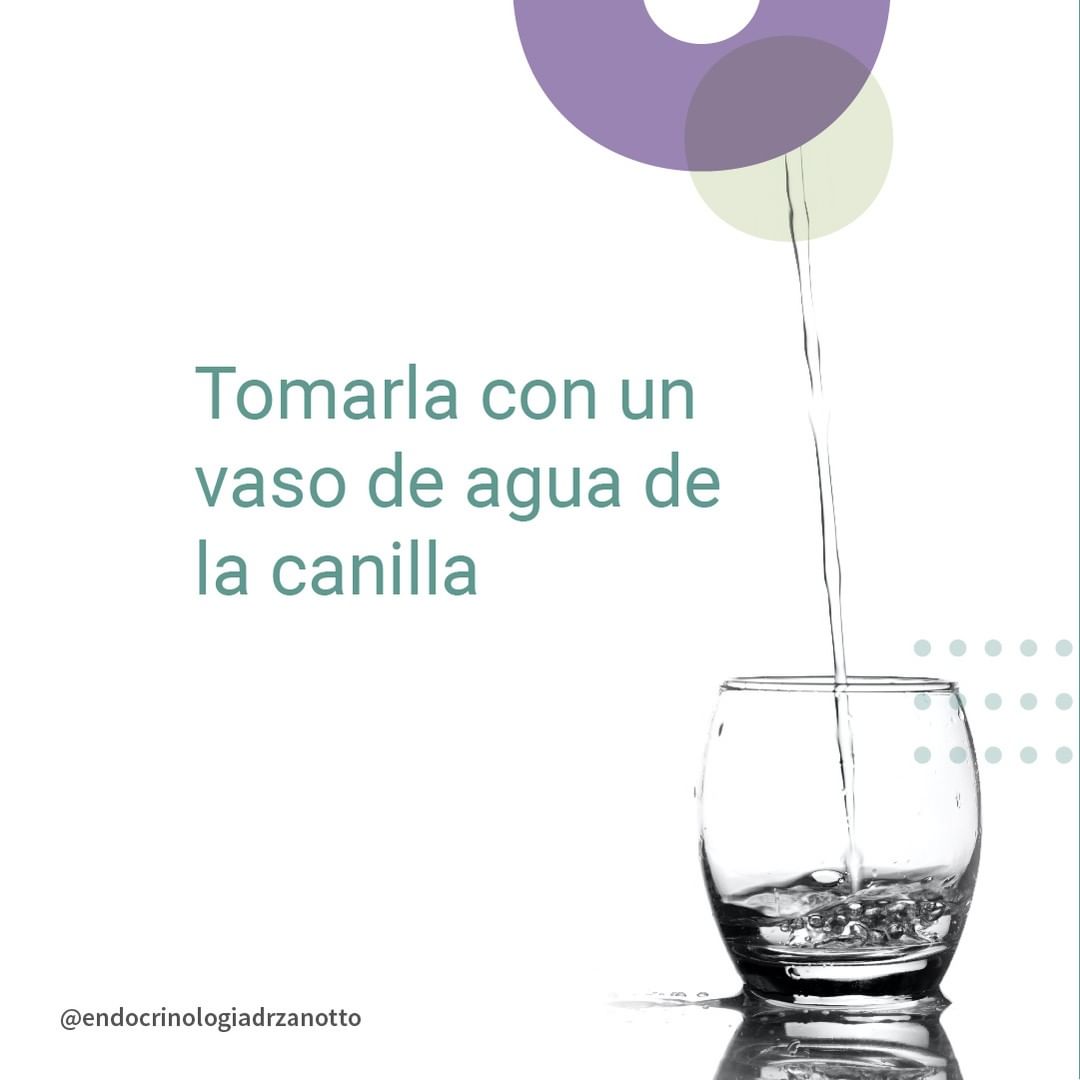 Tomarla con un
vaso de agua de
la canilla
@endocrinologiadrzanotto